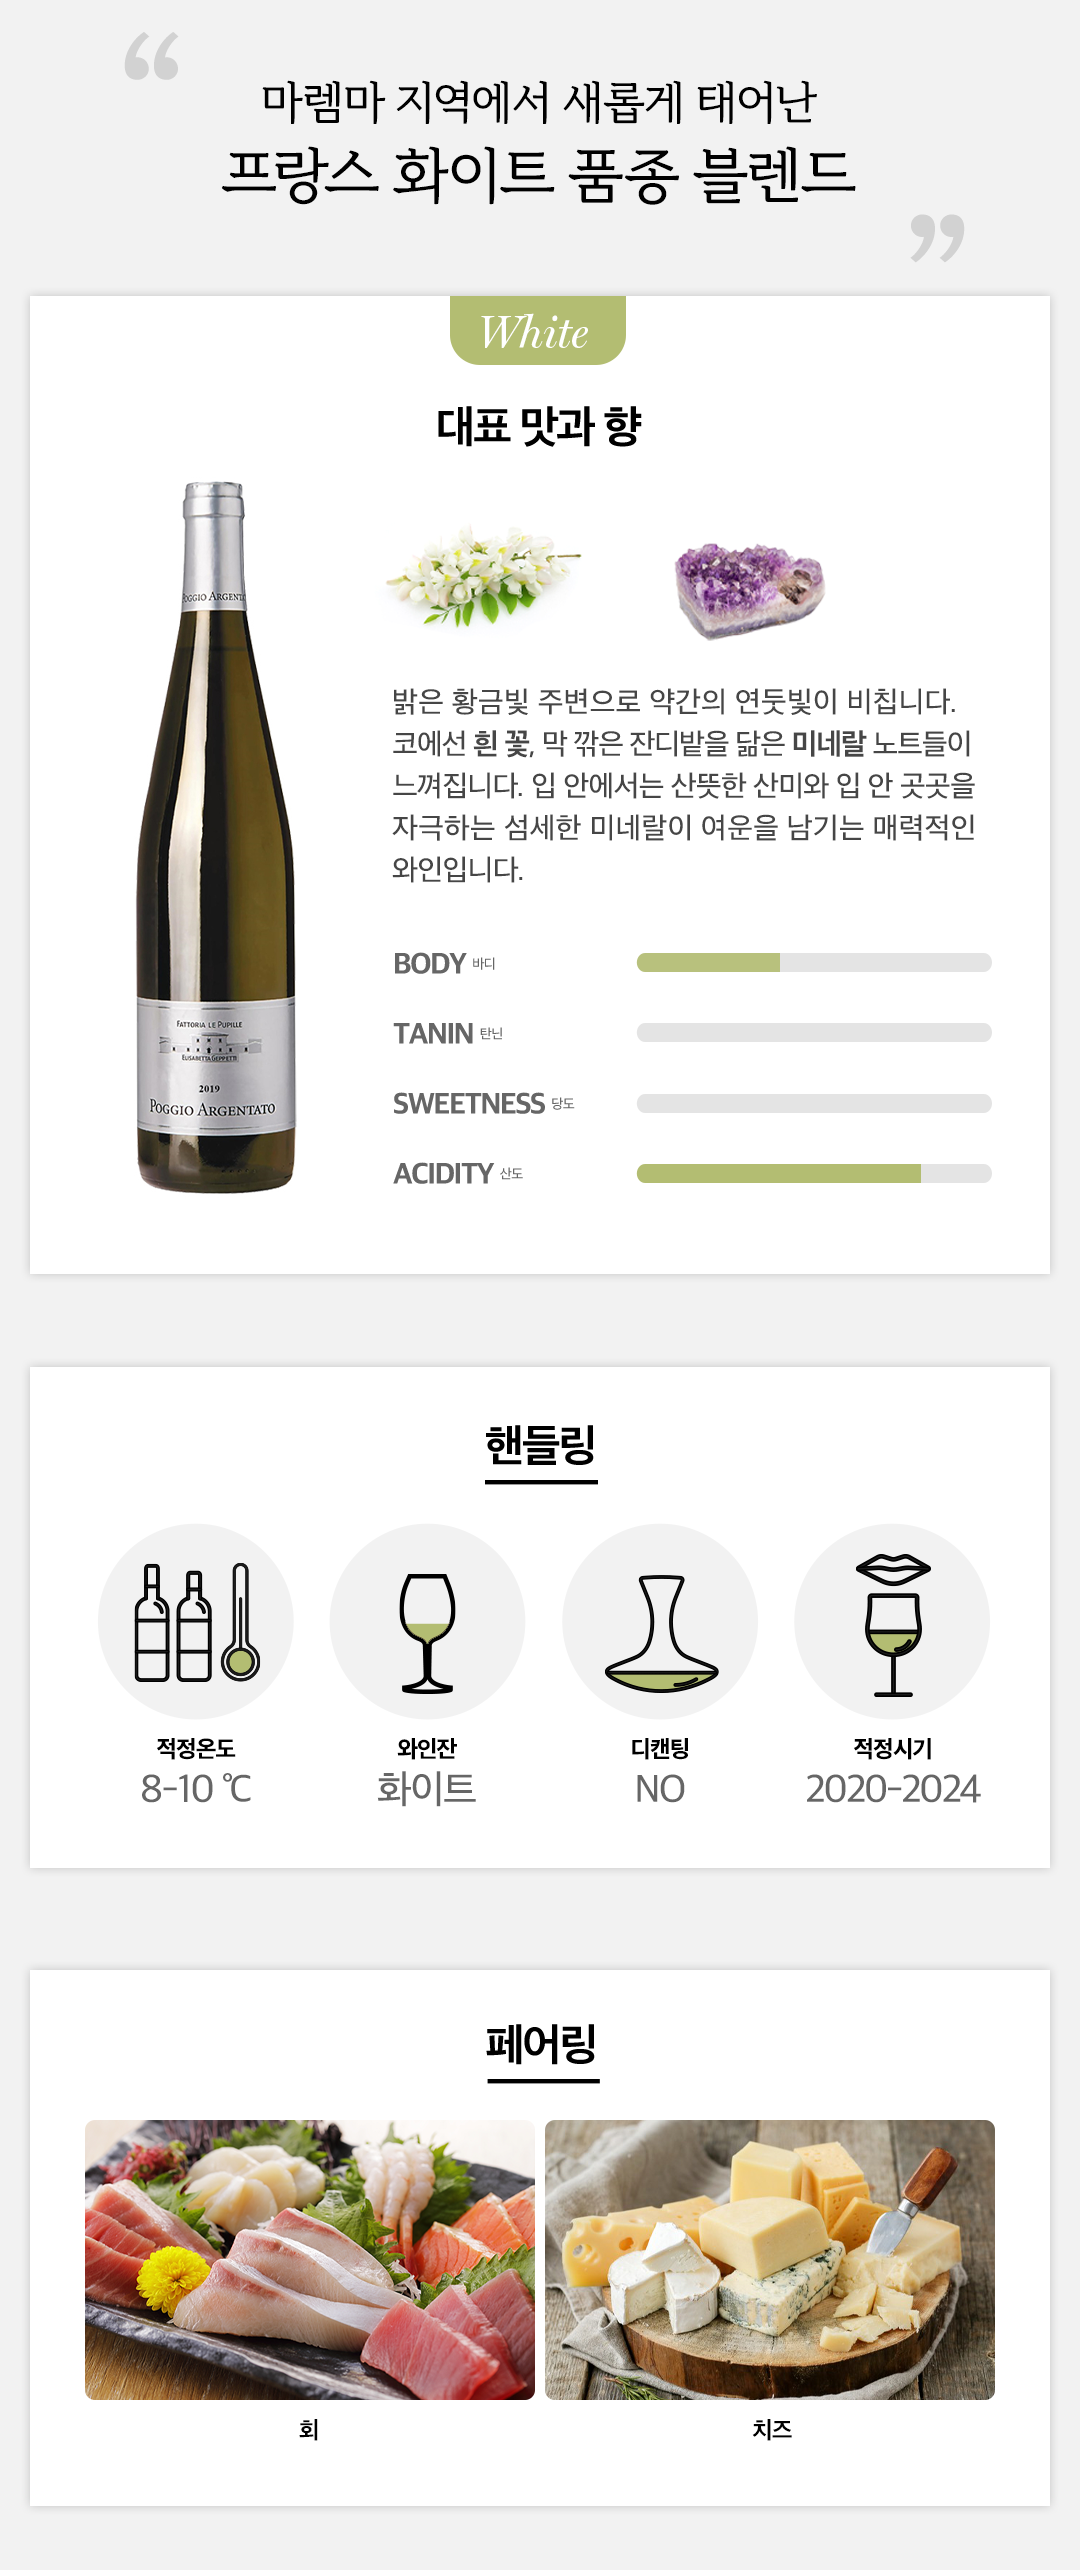 “
마렘마 지역에서 새롭게 태어난
프랑스 화이트 품종 블렌드
”
White
대표 맛과 향
POGGIO ARGENTA
밝은 황금빛 주변으로 약간의 연둣빛이 비칩니다.
코에선 흰 꽃, 막 깎은 잔디밭을 닮은 미네랄 노트들이
느껴집니다. 입 안에서는 산뜻한 산미와 입 안 곳곳을
자극하는 섬세한 미네랄이 여운을 남기는 매력적인
와인입니다.
FATTORIA LE PUPILLE
ELISABETTA GEPPETTI
2019
POGGIO ARGENTATO
BODY 바디
TANIN 탄닌
SWEETNESS 당도
ACIDITY 산도
핸들링
적정온도
8-10 ℃
와인잔
화이트
디캔팅
NO
적정시기
2020-2024
페어링
회
치즈